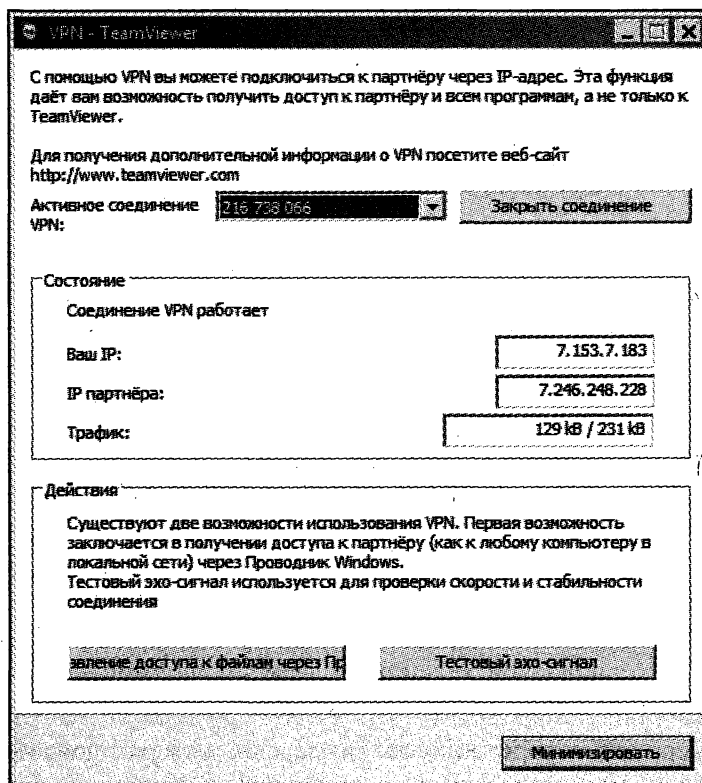 VPN - TeamViewer
С помощью VPN вы можете подключиться к партнёру через IP-адрес. Эта функция
даёт вам возможность получить доступ к партнёру и всем программам, а не только к
TeamViewer.
Для получения дополнительной информации о VPN посетите веб-сайт
http://www.teamviewer.com
Активное соединение
VPN:
216 738 066
Закрыть соединение
Состояние
Соединение VPN работает
Ваш IP:
7.153.7.183
IP партнёра:
7.246.248.228
Трафик:
129 kB / 231 kB
Действия
Существуют две возможности использования VPN. Первая возможность
заключается в получении доступа к партнёру (как к любому компьютеру в
локальной сети) через Проводник Windows.
Тестовый эхо-сигнал используется для проверки скорости и стабильности
соединения
авление доступа к файлам через Пр
Тестовый эхо-сигнал
Минимизировать